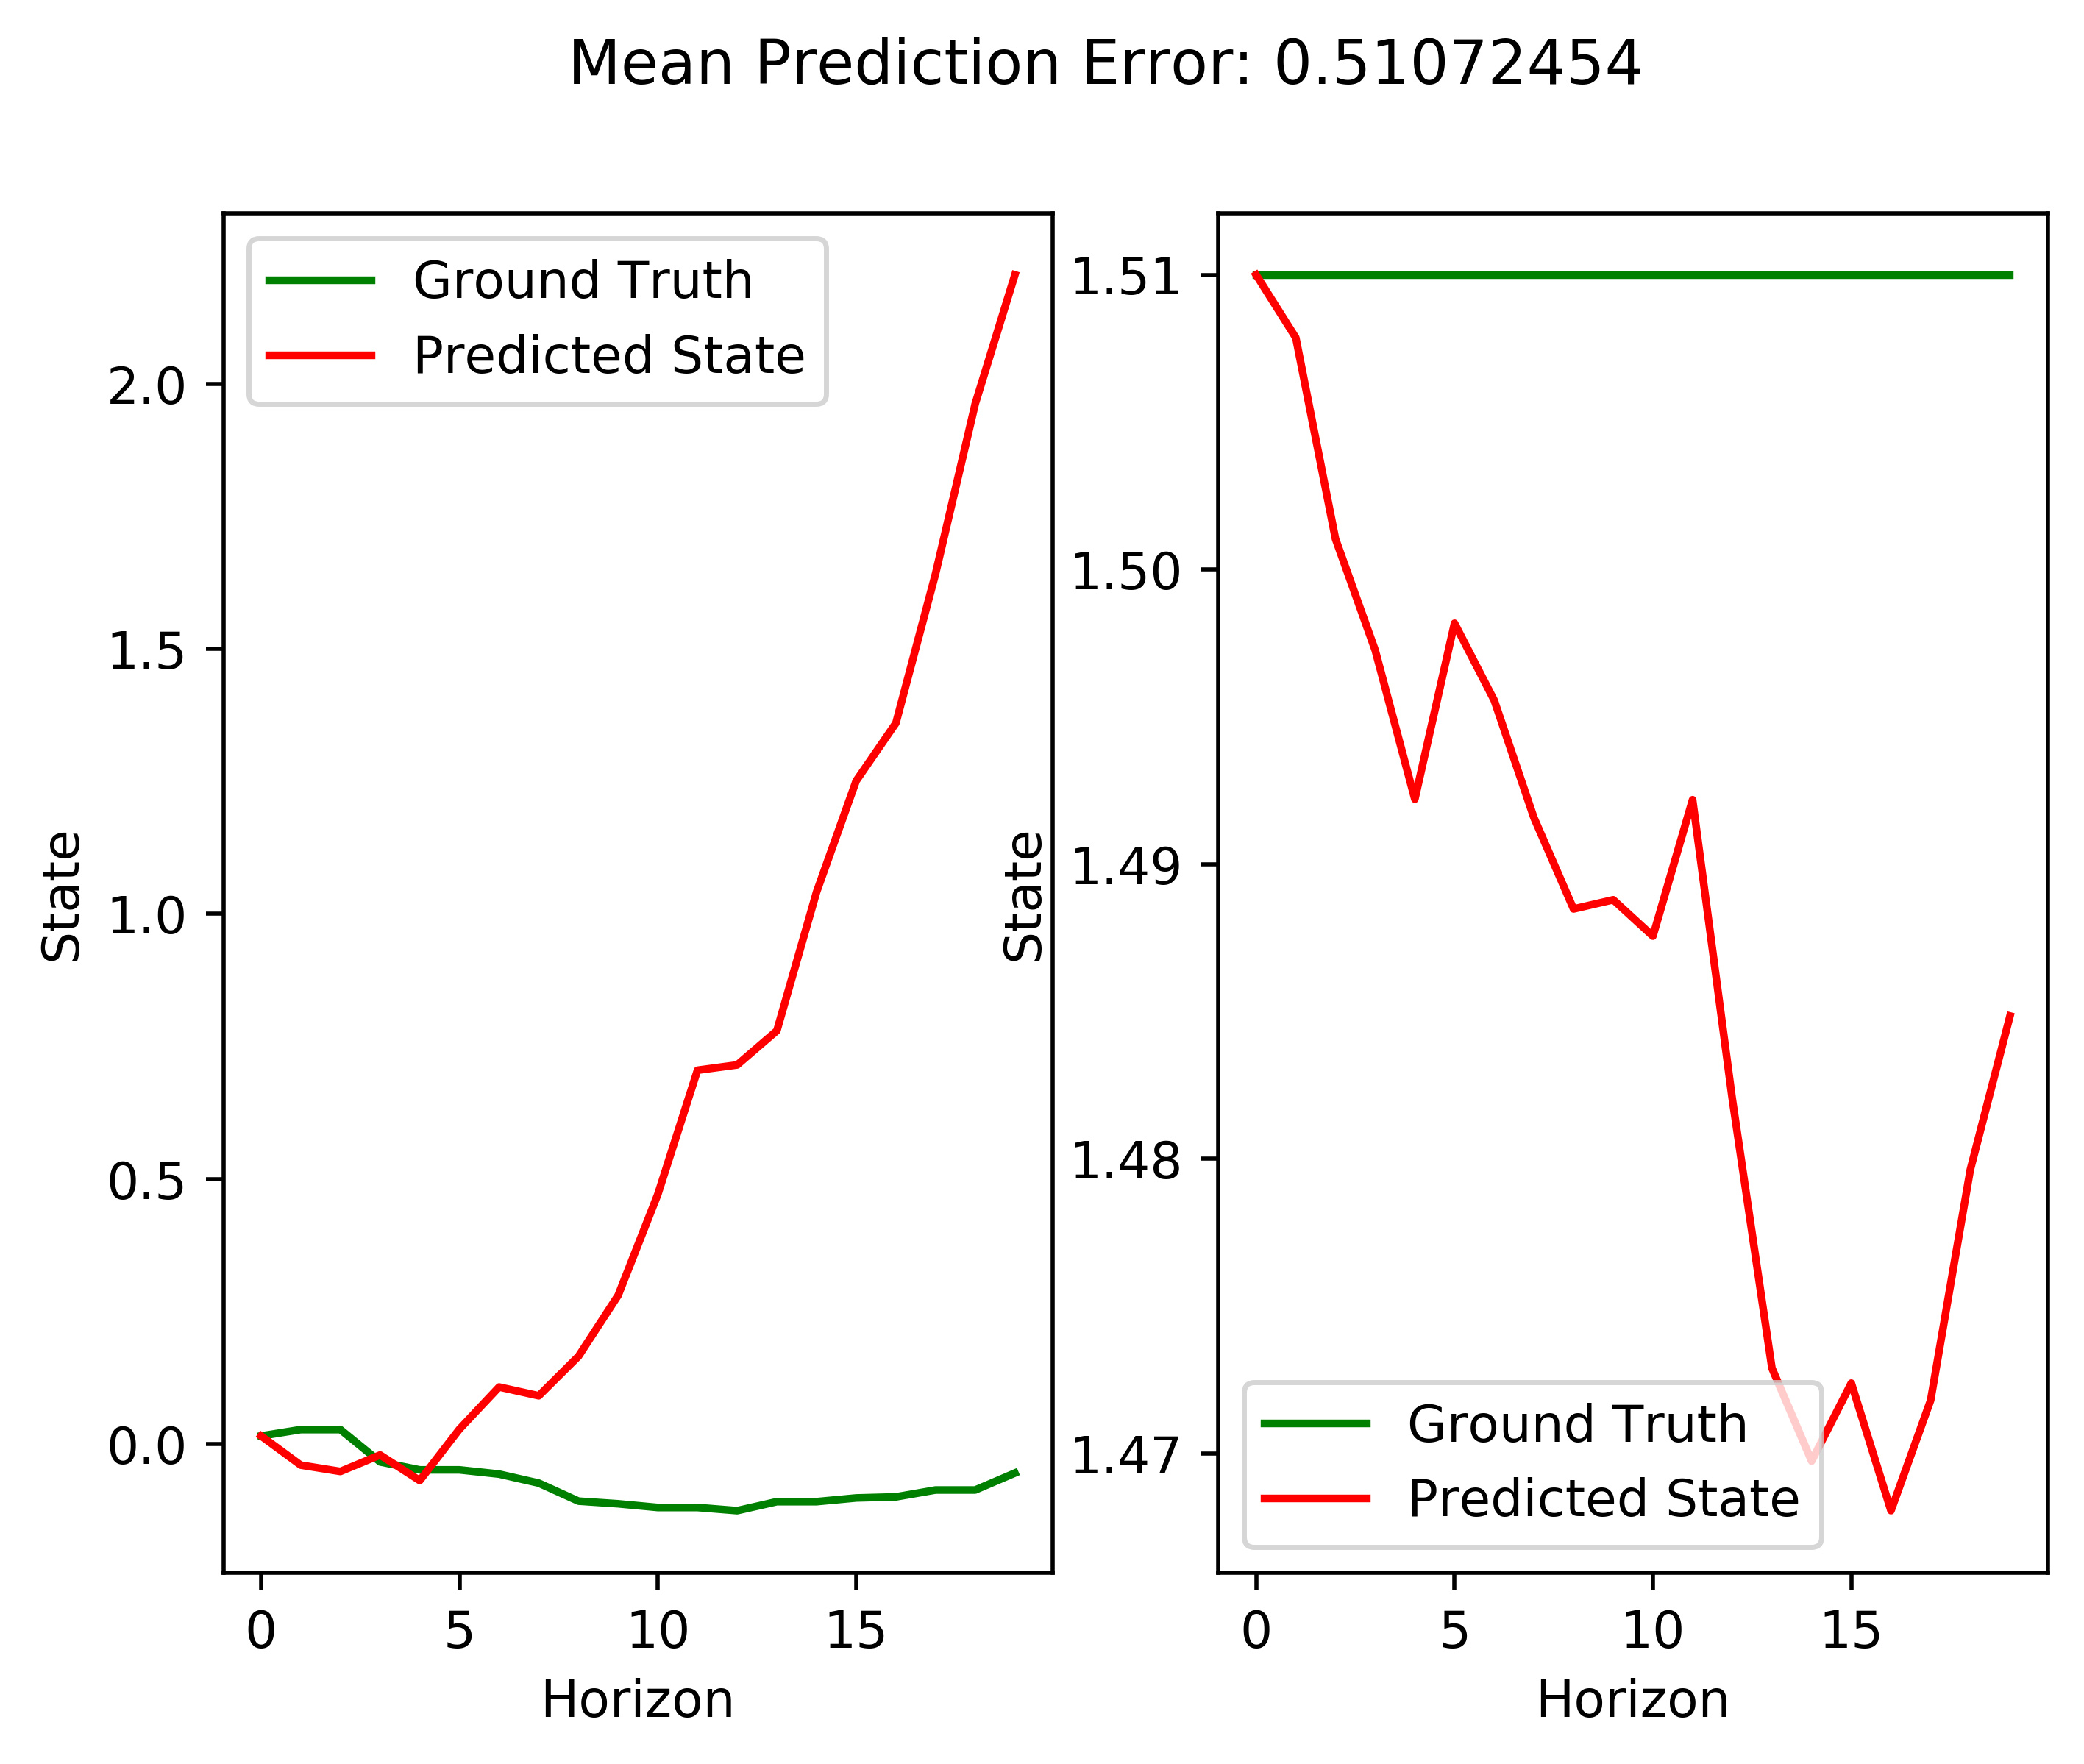 Mean Prediction Error: 0.51072454
Ground Truth
Predicted State
2.0
1.5
1.0
0.5
0.0
State
0 5 10 15
Horizon
1.51
1.50
1.49
1.48
1.47
State
Ground Truth
Predicted State
0 5 10 15
Horizon